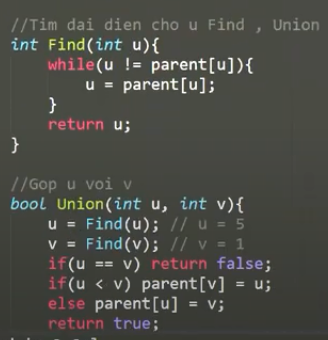 //Tim dai dien cho u Find , Union
int Find(int u){
    while(u != parent[u]){
        u = parent[u];
    }
    return u;
}
//Gop u voi v
bool Union(int u, int v){
    u = Find(u); // u = 5
    v = Find(v); // v = 1
    if(u == v) return false;
    if(u < v) parent[v] = u;
    else parent[u] = v;
    return true;